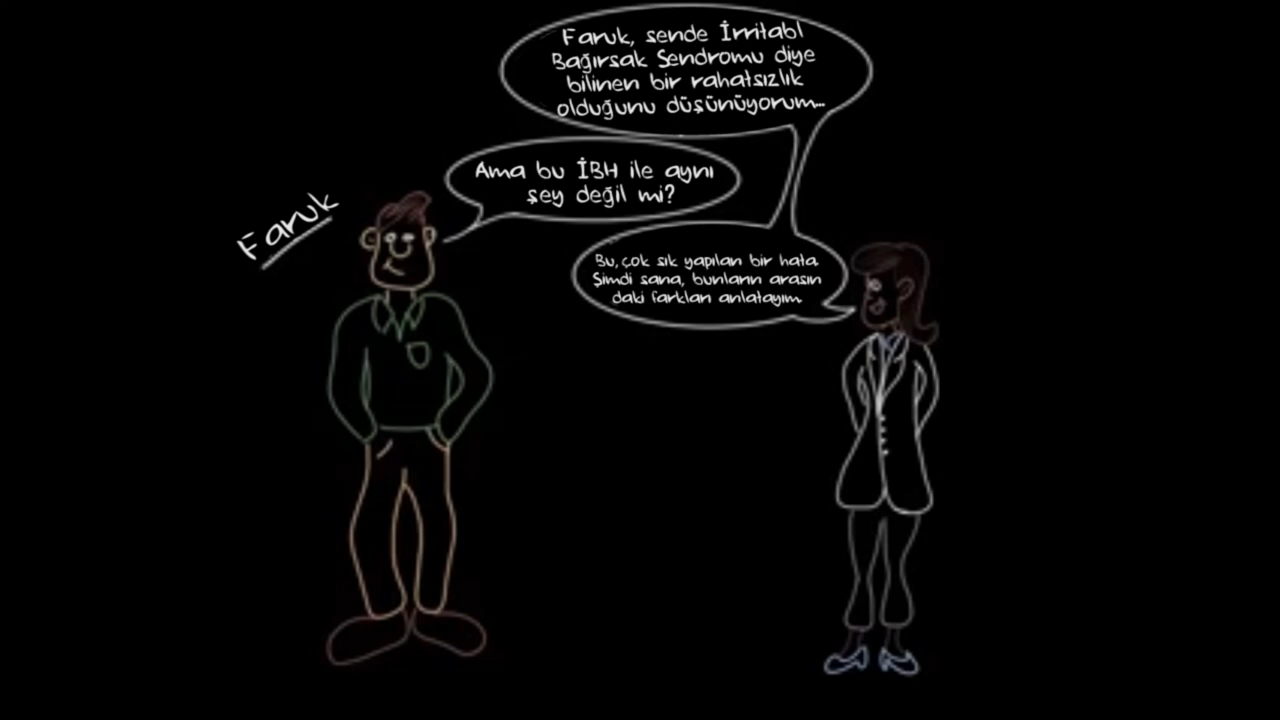 Faruk, sende İrritabl
Bağırsak Sendromu diye
bilinen bir rahatsızlık
olduğunu düşünüyorum...
Ama bu İBH ile aynı
şey değil mi?
Faruk
Bu, çok sık yapılan bir hata.
Şimdi sana, bunların arasın
daki farkları anlatayım.